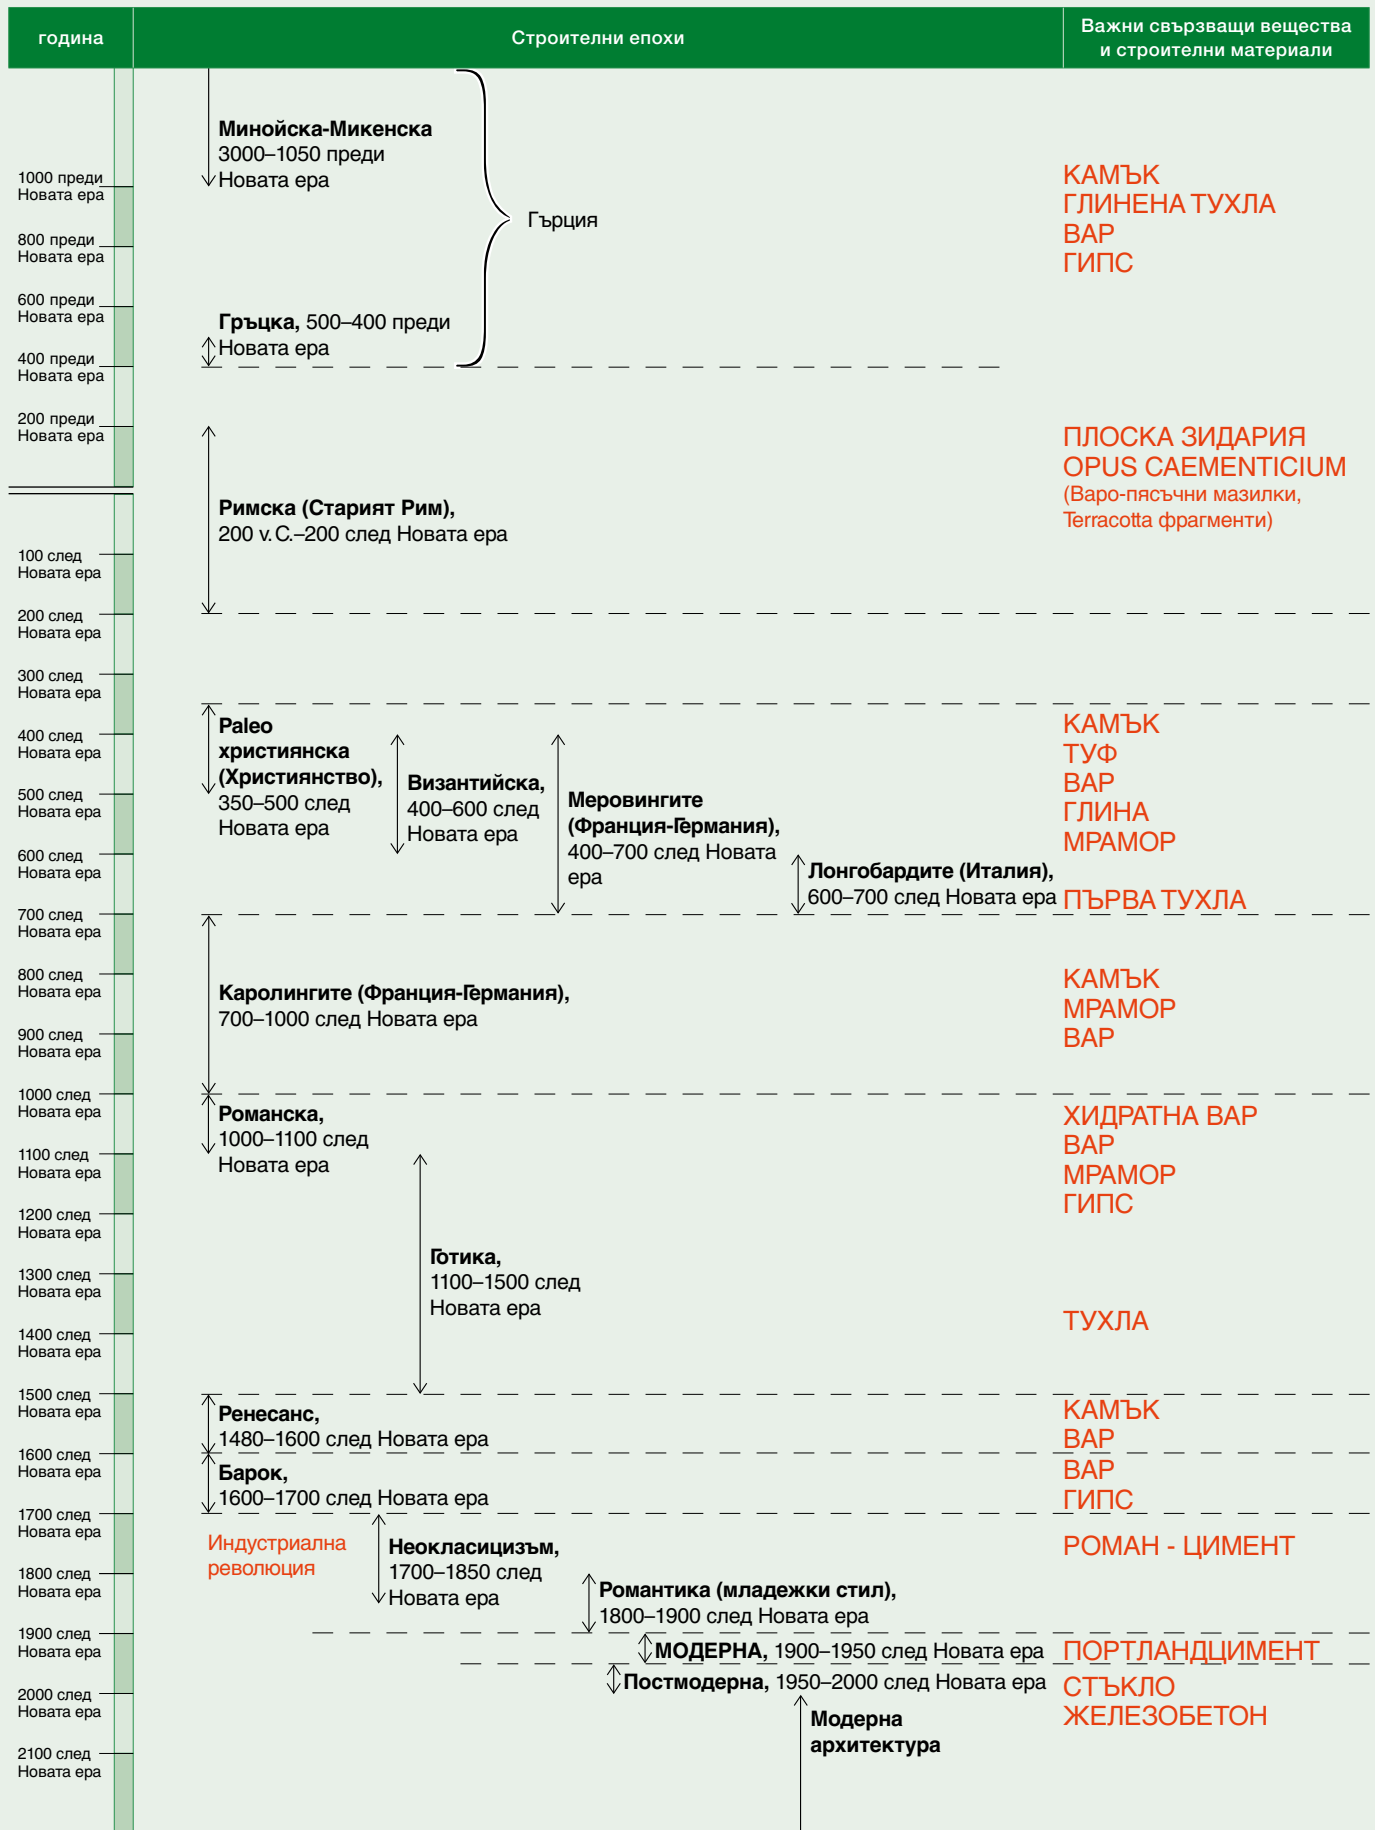 година
Строителни епохи
Важни свързващи вещества
и строителни материали
Минойска-Микенска
3000–1050 преди
Новата ера
1000 преди
Новата ера
КАМЪК
ГЛИНЕНА ТУХЛА
ВАР
ГИПС
Гърция
800 преди
Новата ера
600 преди
Новата ера
Гръцка, 500–400 преди
Новата ера
400 преди
Новата ера
200 преди
Новата ера
ПЛОСКА ЗИДАРИЯ
OPUS CAEMENTICIUM
(Варо-пясъчни мазилки,
Terracotta фрагменти)
Римска (Старият Рим),
200 v. C.–200 след Новата ера
100 след
Новата ера
200 след
Новата ера
300 след
Новата ера
400 след
Новата ера
Paleo
християнска
(Християнство),
350–500 след
Новата ера
Византийска,
400–600 след
Новата ера
Меровингите
(Франция-Германия),
400–700 след Новата
ера
Лонгобардите (Италия),
600–700 след Новата ера
КАМЪК
ТУФ
ВАР
ГЛИНА
МРАМОР
ПЪРВА ТУХЛА
500 след
Новата ера
600 след
Новата ера
700 след
Новата ера
800 след
Новата ера
Каролингите (Франция-Германия),
700–1000 след Новата ера
КАМЪК
МРАМОР
ВАР
900 след
Новата ера
1000 след
Новата ера
Романска,
1000–1100 след
Новата ера
ХИДРАТНА ВАР
ВАР
МРАМОР
ГИПС
1100 след
Новата ера
1200 след
Новата ера
Готика,
1100–1500 след
Новата ера
1300 след
Новата ера
ТУХЛА
1400 след
Новата ера
1500 след
Новата ера
Ренесанс,
1480–1600 след Новата ера
КАМЪК
ВАР
1600 след
Новата ера
Барок,
1600–1700 след Новата ера
ВАР
ГИПС
1700 след
Новата ера
Индустриална
революция
Неокласицизъм,
1700–1850 след
Новата ера
РОМАН - ЦИМЕНТ
1800 след
Новата ера
Романтика (младежки стил),
1800–1900 след Новата ера
1900 след
Новата ера
МОДЕРНА, 1900–1950 след Новата ера
ПОРТЛАНДЦИМЕНТ
Постмодерна, 1950–2000 след Новата ера
СТЪКЛО
ЖЕЛЕЗОБЕТОН
2000 след
Новата ера
Модерна
архитектура
2100 след
Новата ера